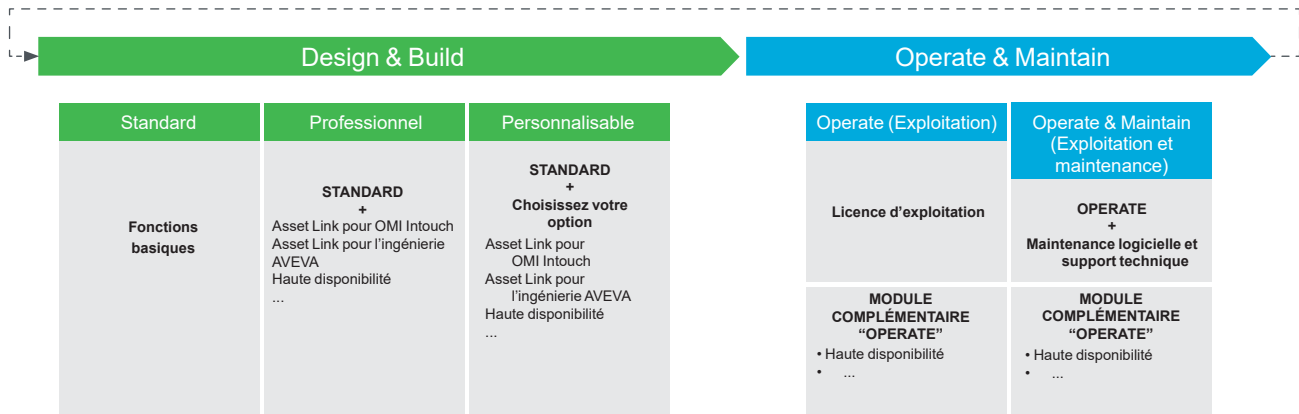 Design & Build
Operate & Maintain
Standard
Fonctions
basiques
Professionnel
STANDARD
+
Asset Link pour OMI Intouch
Asset Link pour l'ingénierie
AVEVA
Haute disponibilité
...
Personnalisable
STANDARD
+
Choisissez votre
option
Asset Link pour
OMI Intouch
Asset Link pour
l'ingénierie AVEVA
Haute disponibilité
...
Operate (Exploitation)
Licence d'exploitation
MODULE
COMPLÉMENTAIRE
“OPERATE”
• Haute disponibilité
• ...
Operate & Maintain
(Exploitation et
maintenance)
OPERATE
+
Maintenance logicielle et
support technique
MODULE
COMPLÉMENTAIRE
“OPERATE”
• Haute disponibilité
• ...